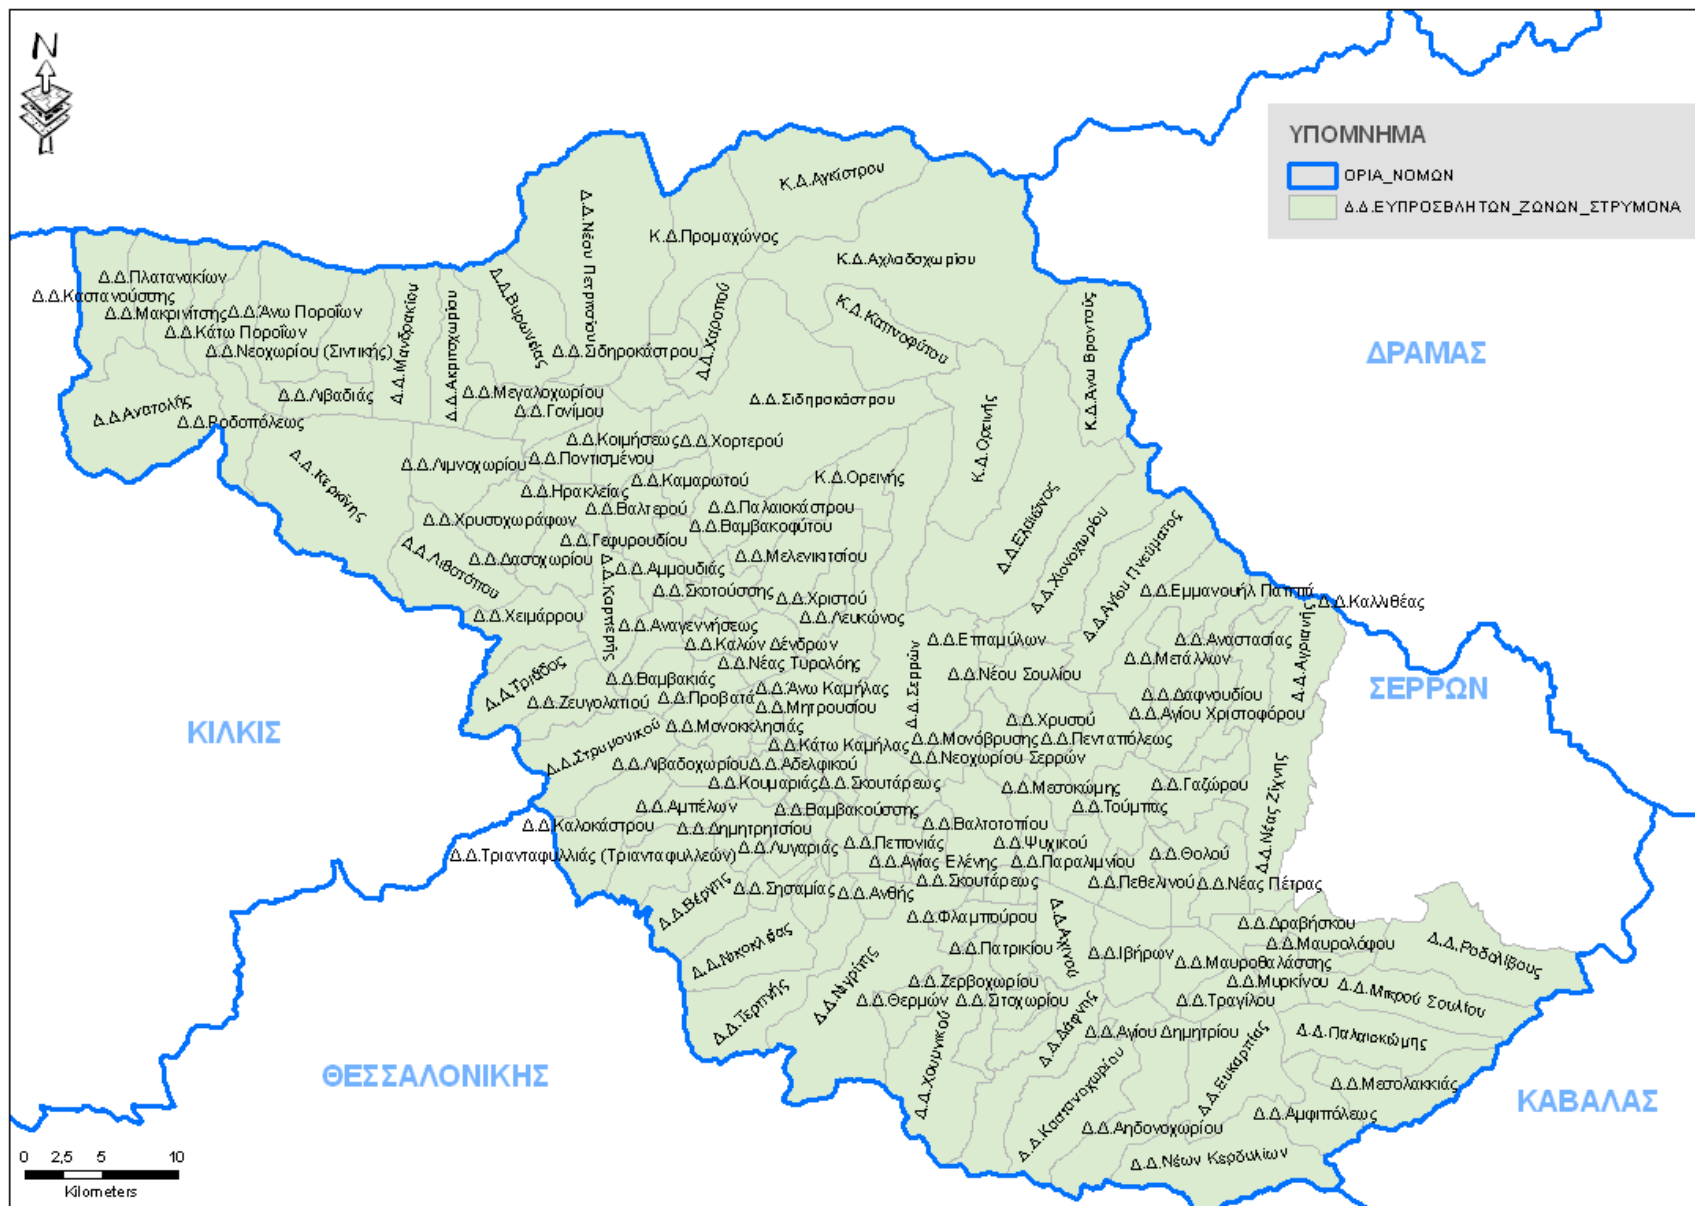 N
ΥΠΟΜΝΗΜΑ
ΟΡΙΑ_ΝΟΜΩΝ
Δ.Δ.ΕΥΠΡΟΣΒΛΗΤΩΝ_ΖΩΝΩΝ_ΣΤΡΥΜΟΝΑ
Κ.Δ.Αγκίστρου
Δ.Δ.Νέου Πετριτσίου
Κ.Δ.Προμαχώνος
Κ.Δ.Αχλαδοχωρίου
Δ.Δ.Πλατανακίων
Δ.Δ.Καστανούσσης
Δ.Δ.Μακρινίτσης
Δ.Δ.Άνω Ποροΐων
Δ.Δ.Κάτω Ποροΐων
Δ.Δ.Νεοχωρίου (Σιντικής)
Δ.Δ.Μανδρακίου
Δ.Δ.Ακριτοχωρίου
Δ.Δ.Βυρωνείας
Δ.Δ.Σιδηροκάστρου
Δ.Δ.Χαροπού
Κ.Δ.Καπνοφύτου
Κ.Δ.Άνω Βροντούς
ΔΡΑΜΑΣ
Δ.Δ.Λιβαδιάς
Δ.Δ.Ανατολής
Δ.Δ.Ροδοπόλεως
Δ.Δ.Μεγαλοχωρίου
Δ.Δ.Γονίμου
Δ.Δ.Σιδηροκάστρου
Δ.Δ.Κοιμήσεως
Δ.Δ.Χορτερού
Δ.Δ.Ποντισμένου
Δ.Δ.Λιμνοχωρίου
Δ.Δ.Κερκίνης
Δ.Δ.Καμαρωτού
Κ.Δ.Ορεινής
Κ.Δ.Ορεινής
Δ.Δ.Ηρακλείας
Δ.Δ.Βαλτερού
Δ.Δ.Παλαιοκάστρου
Δ.Δ.Χρυσοχωράφων
Δ.Δ.Βαμβακοφύτου
Δ.Δ.Γεφυρουδίου
Δ.Δ.Ελαιώνος
Δ.Δ.Χιονοχωρίου
Δ.Δ.Αγίου Πνεύματος
Δ.Δ.Λιθοτόπου
Δ.Δ.Δασοχωρίου
Δ.Δ.Καρπερής
Δ.Δ.Αμμουδιάς
Δ.Δ.Μελενικιτσίου
Δ.Δ.Σκοτούσσης
Δ.Δ.Χριστού
Δ.Δ.Εμμανουήλ Παππά
Δ.Δ.Καλλιθέας
Δ.Δ.Χειμάρρου
Δ.Δ.Αναγεννήσεως
Δ.Δ.Λευκώνος
Δ.Δ.Καλών Δένδρων
Δ.Δ.Επταμύλων
Δ.Δ.Αναστασίας
Δ.Δ.Αγριανής
Δ.Δ.Μετάλλων
Δ.Δ.Νέας Τυρολόης
Δ.Δ.Σερρών
Δ.Δ.Νέου Σουλίου
Δ.Δ.Τριάδος
Δ.Δ.Βαμβακιάς
Δ.Δ.Άνω Καμήλας
ΣΕΡΡΩΝ
Δ.Δ.Ζευγολατιού
Δ.Δ.Προβατά
Δ.Δ.Μητρουσίου
Δ.Δ.Δαφνουδίου
Δ.Δ.Αγίου Χριστοφόρου
ΚΙΛΚΙΣ
Δ.Δ.Στρυμονικού
Δ.Δ.Μονοκκλησιάς
Δ.Δ.Χρυσού
Δ.Δ.Κάτω Καμήλας
Δ.Δ.Μονόβρυσης
Δ.Δ.Πενταπόλεως
Δ.Δ.Νεοχωρίου Σερρών
Δ.Δ.Λιβαδοχωρίου
Δ.Δ.Αδελφικού
Δ.Δ.Κουμαριάς
Δ.Δ.Σκουτάρεως
Δ.Δ.Μεσοκώμης
Δ.Δ.Γαζώρου
Δ.Δ.Νέας Ζίχνης
Δ.Δ.Αμπέλων
Δ.Δ.Βαμβακούσσης
Δ.Δ.Τούμπας
Δ.Δ.Καλοκάστρου
Δ.Δ.Δημητριτσίου
Δ.Δ.Βαλτοτοπίου
Δ.Δ.Τριανταφυλλιάς (Τριανταφυλλεών)
Δ.Δ.Λυγαριάς
Δ.Δ.Πεπονιάς
Δ.Δ.Ψυχικού
Δ.Δ.Θολού
Δ.Δ.Αγίας Ελένης
Δ.Δ.Παραλιμνίου
Δ.Δ.Βέργης
Δ.Δ.Σησαμίας
Δ.Δ.Ανθής
Δ.Δ.Σκουτάρεως
Δ.Δ.Πεθελινού
Δ.Δ.Νέας Πέτρας
Δ.Δ.Φλαμπούρου
Δ.Δ.Αχινού
Δ.Δ.Δραβήσκου
Δ.Δ.Μαυρολόφου
Δ.Δ.Ροδολίβους
Δ.Δ.Νικοκλείας
Δ.Δ.Νιγρίτης
Δ.Δ.Πατρικίου
Δ.Δ.Ιβήρων
Δ.Δ.Μαυροθαλάσσης
Δ.Δ.Ζερβοχωρίου
Δ.Δ.Μυρκίνου
Δ.Δ.Μικρού Σουλίου
Δ.Δ.Τερπνής
Δ.Δ.Θερμών
Δ.Δ.Σιτοχωρίου
Δ.Δ.Τραγίλου
Δ.Δ.Χουμνικού
Δ.Δ.Δάφνης
Δ.Δ.Αγίου Δημητρίου
Δ.Δ.Ευκαρπίας
Δ.Δ.Παλαιοκώμης
ΘΕΣΣΑΛΟΝΙΚΗΣ
Δ.Δ.Καστανοχωρίου
Δ.Δ.Μεσολακκιάς
ΚΑΒΑΛΑΣ
Δ.Δ.Αμφιπόλεως
Δ.Δ.Αηδονοχωρίου
Δ.Δ.Νέων Κερδυλίων
0 2,5 5 10
Kilometers